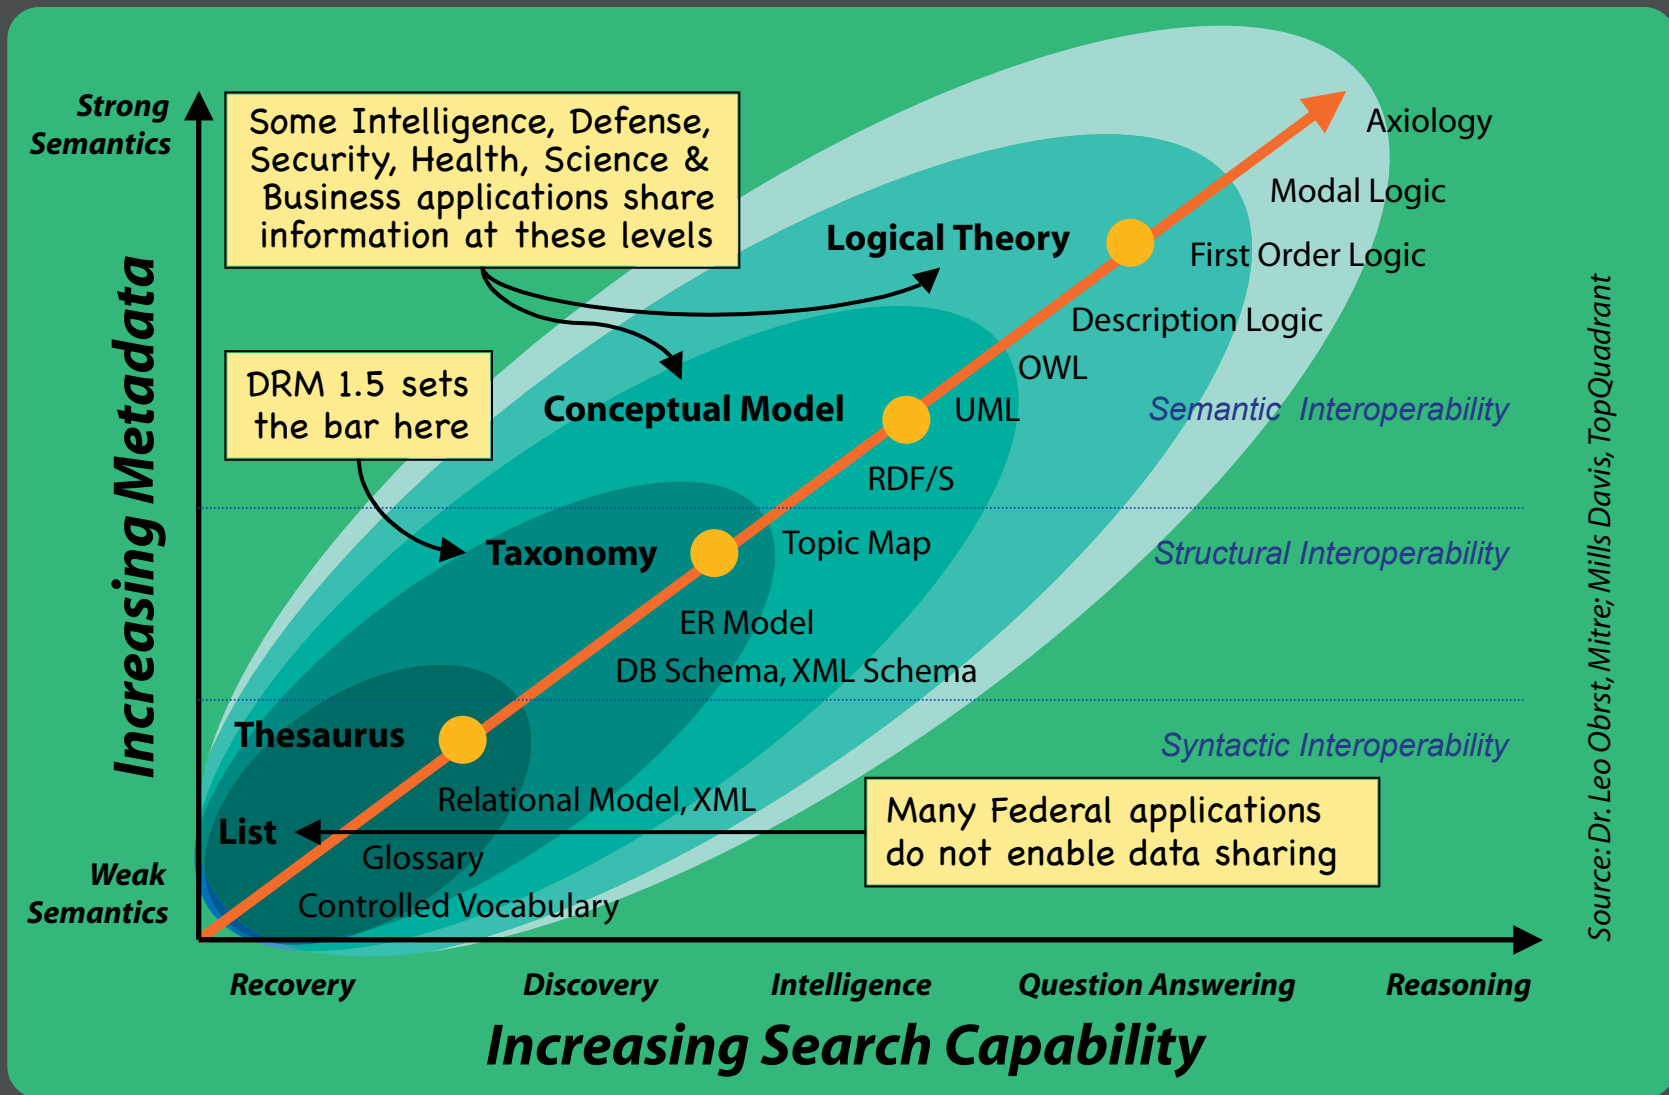 Strong
Semantics
Some Intelligence, Defense,
Security, Health, Science &
Business applications share
information at these levels
Axiology
Modal Logic
Logical Theory
First Order Logic
Description Logic
OWL
DRM 1.5 sets
the bar here
Conceptual Model
UML
Semantic Interoperability
RDF/S
Taxonomy
Topic Map
Structural Interoperability
ER Model
DB Schema, XML Schema
Thesaurus
Syntactic Interoperability
Relational Model, XML
List
Many Federal applications
do not enable data sharing
Glossary
Controlled Vocabulary
Weak
Semantics
Increasing Metadata
Source: Dr. Leo Obrst, Mitre; Mills Davis, TopQuadrant
Recovery
Discovery
Intelligence
Question Answering
Reasoning
Increasing Search Capability